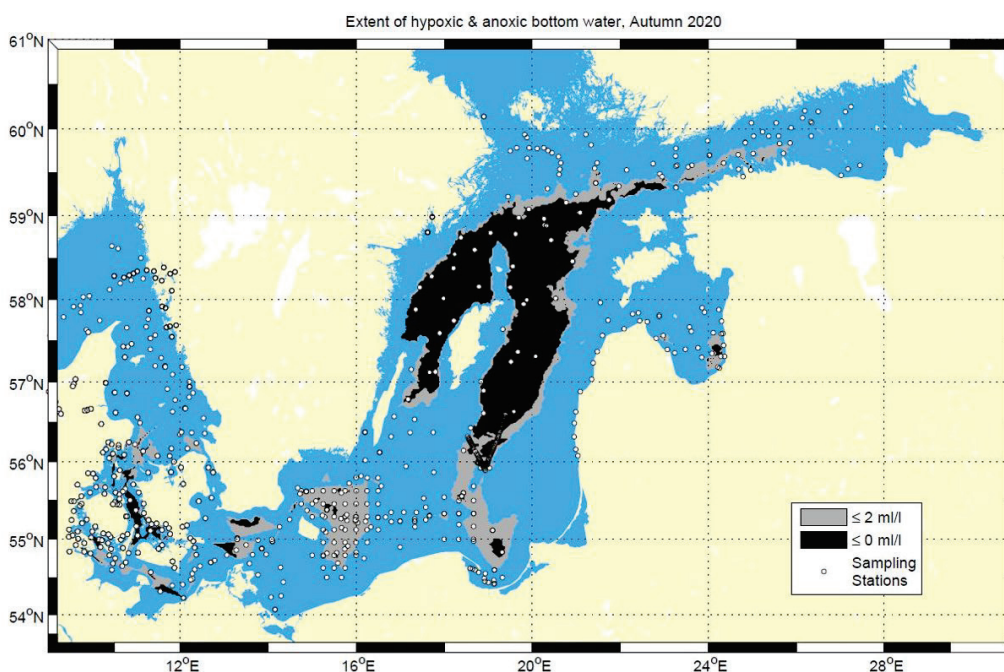 Extent of hypoxic & anoxic bottom water, Autumn 2020
61°N
60°N
59°N
58°N
57°N
56°N
55°N
54°N
≤ 2 ml/l
≤ 0 ml/l
Sampling
Stations
12°E
16°E
20°E
24°E
28°E